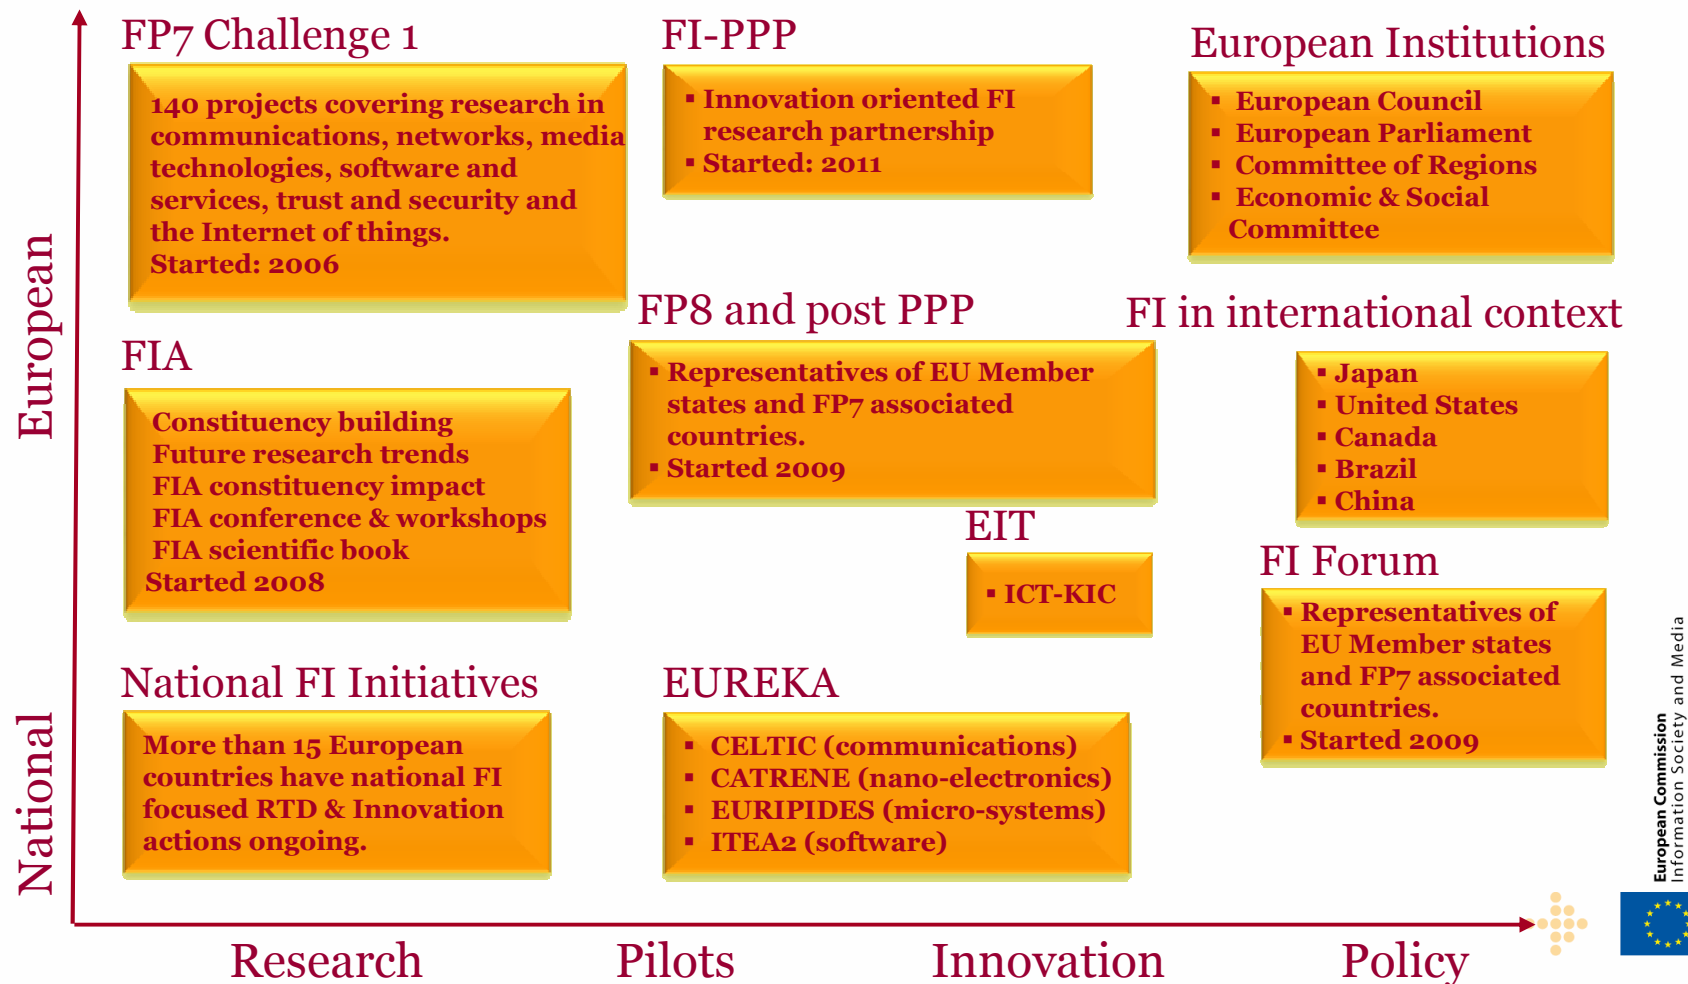 FP7 Challenge 1
140 projects covering research in
communications, networks, media
technologies, software and
services, trust and security and
the Internet of things.
Started: 2006
FI-PPP
▪ Innovation oriented FI
research partnership
▪ Started: 2011
European Institutions
▪ European Council
▪ European Parliament
▪ Committee of Regions
▪ Economic & Social
Committee
European
FIA
Constituency building
Future research trends
FIA constituency impact
FIA conference & workshops
FIA scientific book
Started 2008
FP8 and post PPP
▪ Representatives of EU Member
states and FP7 associated
countries.
▪ Started 2009
FI in international context
▪ Japan
▪ United States
▪ Canada
▪ Brazil
▪ China
EIT
▪ ICT-KIC
FI Forum
▪ Representatives of
EU Member states
and FP7 associated
countries.
▪ Started 2009
National
National FI Initiatives
More than 15 European
countries have national FI
focused RTD & Innovation
actions ongoing.
EUREKA
▪ CELTIC (communications)
▪ CATRENE (nano-electronics)
▪ EURIPIDES (micro-systems)
▪ ITEA2 (software)
European Commission
Information Society and Media
Research
Pilots
Innovation
Policy